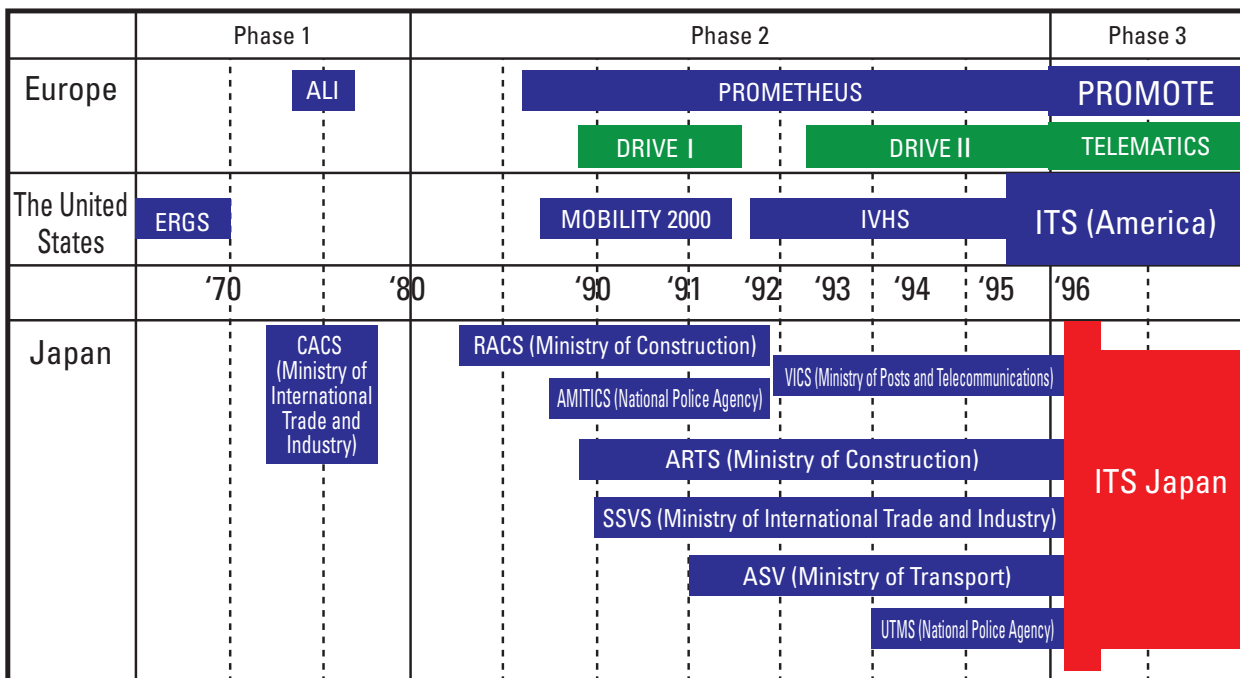 Phase 1
Phase 2
Phase 3
Europe
ALI
PROMETHEUS
PROMOTE
DRIVE I
DRIVE II
TELEMATICS
The United
States
ERGS
MOBILITY 2000
IVHS
ITS (America)
‘70
‘80
‘90
‘91
‘92
‘93
‘94
‘95
‘96
Japan
CACS
(Ministry of
International
Trade and
Industry)
RACS (Ministry of Construction)
VICS (Ministry of Posts and Telecommunications)
AMITICS (National Police Agency)
ARTS (Ministry of Construction)
ITS Japan
SSVS (Ministry of International Trade and Industry)
ASV (Ministry of Transport)
UTMS (National Police Agency)